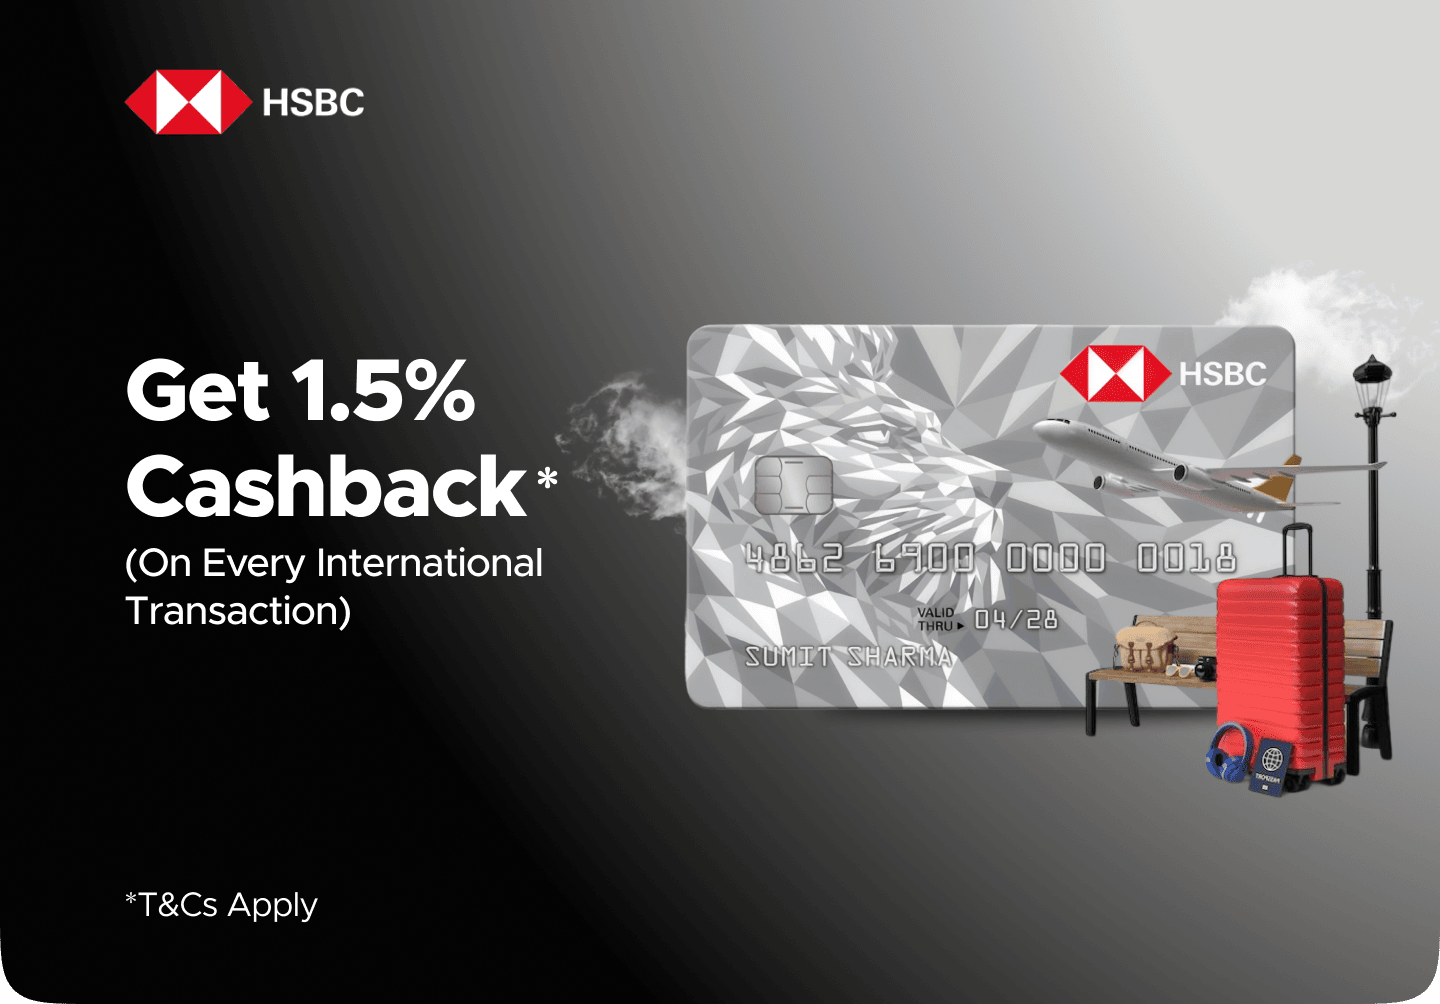 HSBC
Get 1.5%
Cashback*
(On Every International
Transaction)
*T&Cs Apply
HSBC
4862 6900 0000 0018
VALID
THRU ▶ 04/28
SUMIT SHARMA
PASSPORT